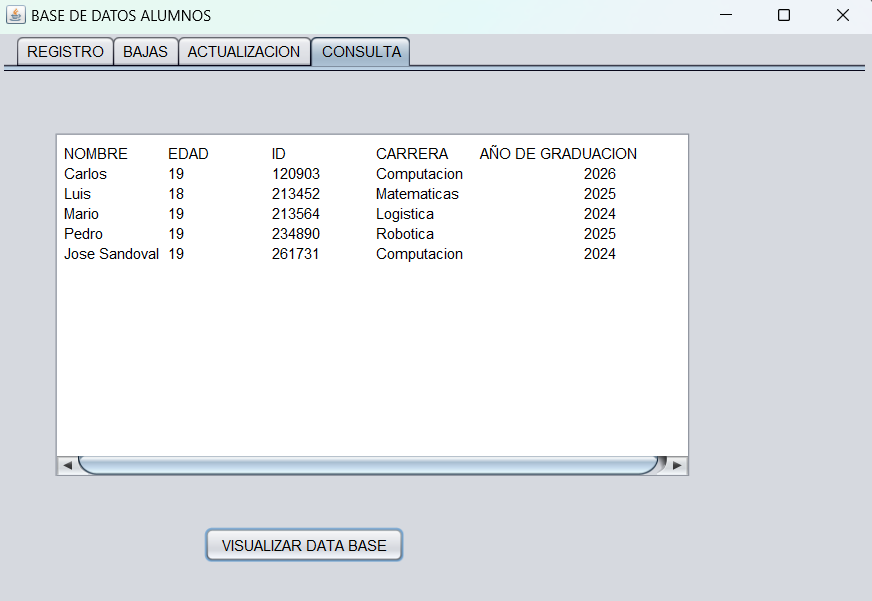 BASE DE DATOS ALUMNOS
REGISTRO BAJAS ACTUALIZACION CONSULTA
NOMBRE EDAD ID CARRERA AÑO DE GRADUACION
Carlos 19 120903 Computacion 2026
Luis 18 213452 Matematicas 2025
Mario 19 213564 Logistica 2024
Pedro 19 234890 Robotica 2025
Jose Sandoval 19 261731 Computacion 2024
VISUALIZAR DATA BASE